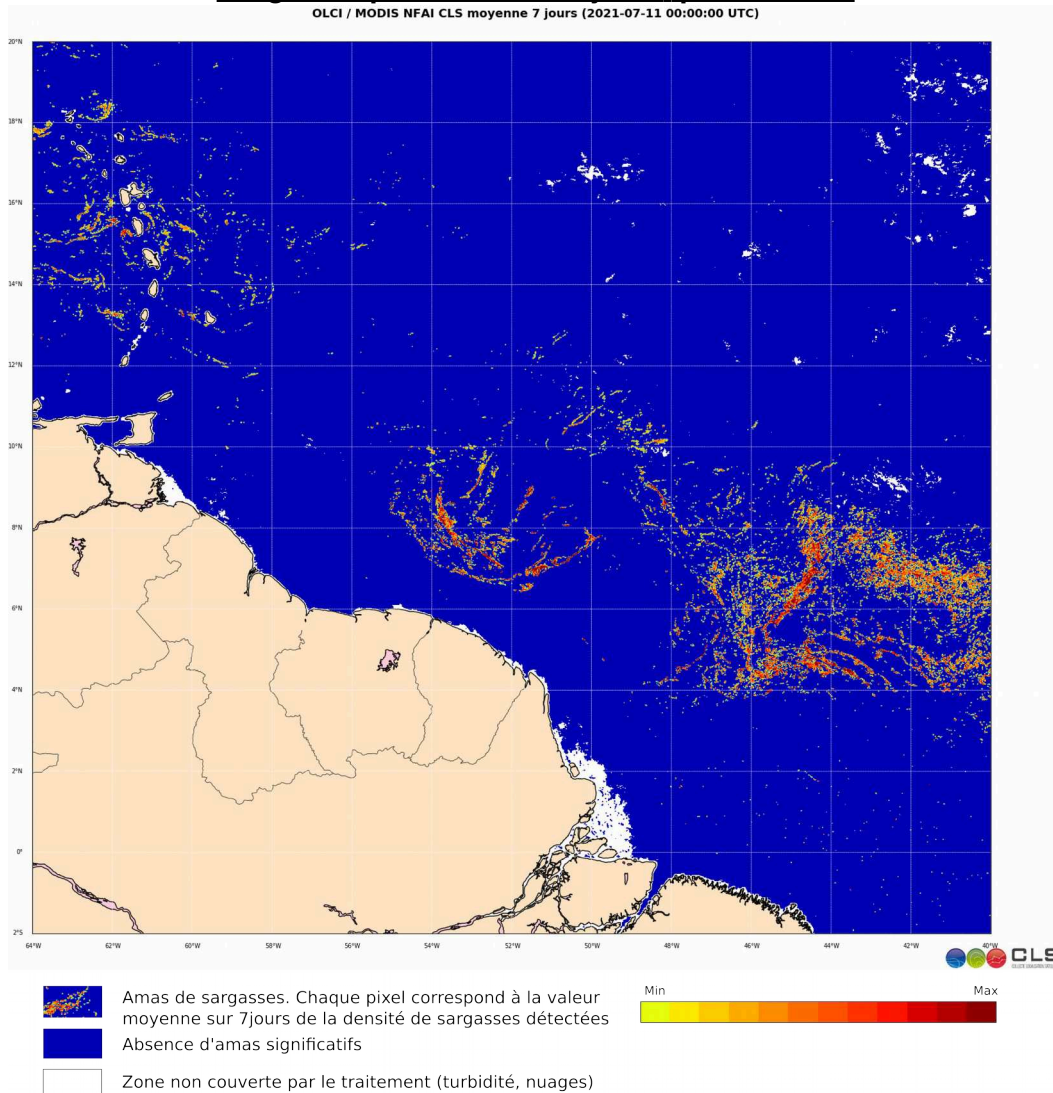 OLCI / MODIS NFAI CLS moyenne 7 jours (2021-07-11 00:00:00 UTC)
20°N
18°N
16°N
14°N
12°N
10°N
8°N
6°N
4°N
2°N
0°
2°S
64°W 62°W 60°W 58°W 56°W 54°W 52°W 50°W 48°W 46°W 44°W 42°W 40°W
CLS
Amas de sargasses. Chaque pixel correspond à la valeur
moyenne sur 7jours de la densité de sargasses détectées
Min Max
Absence d'amas significatifs
Zone non couverte par le traitement (turbidité, nuages)